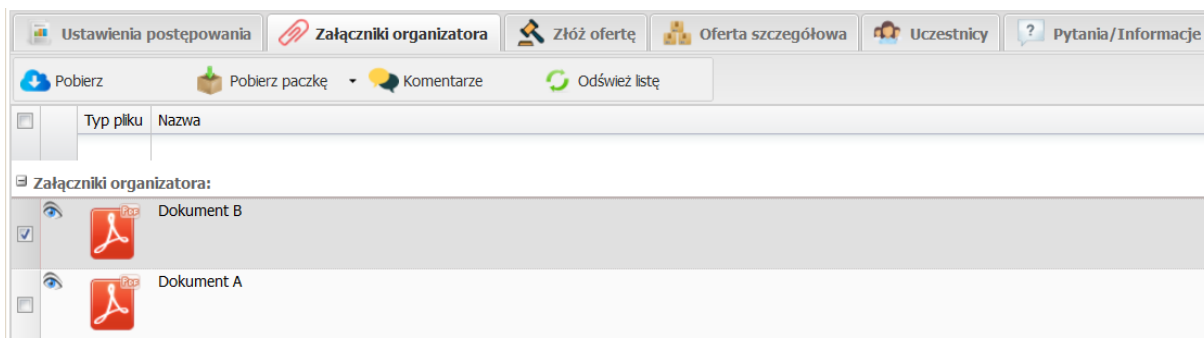 Ustawienia postępowania Załączniki organizatora Złóż ofertę Oferta szczegółowa Uczestnicy Pytania/Informacje
Pobierz Pobierz paczkę Komentarze Odśwież listę
Typ pliku Nazwa
Załączniki organizatora:
Dokument B
Dokument A